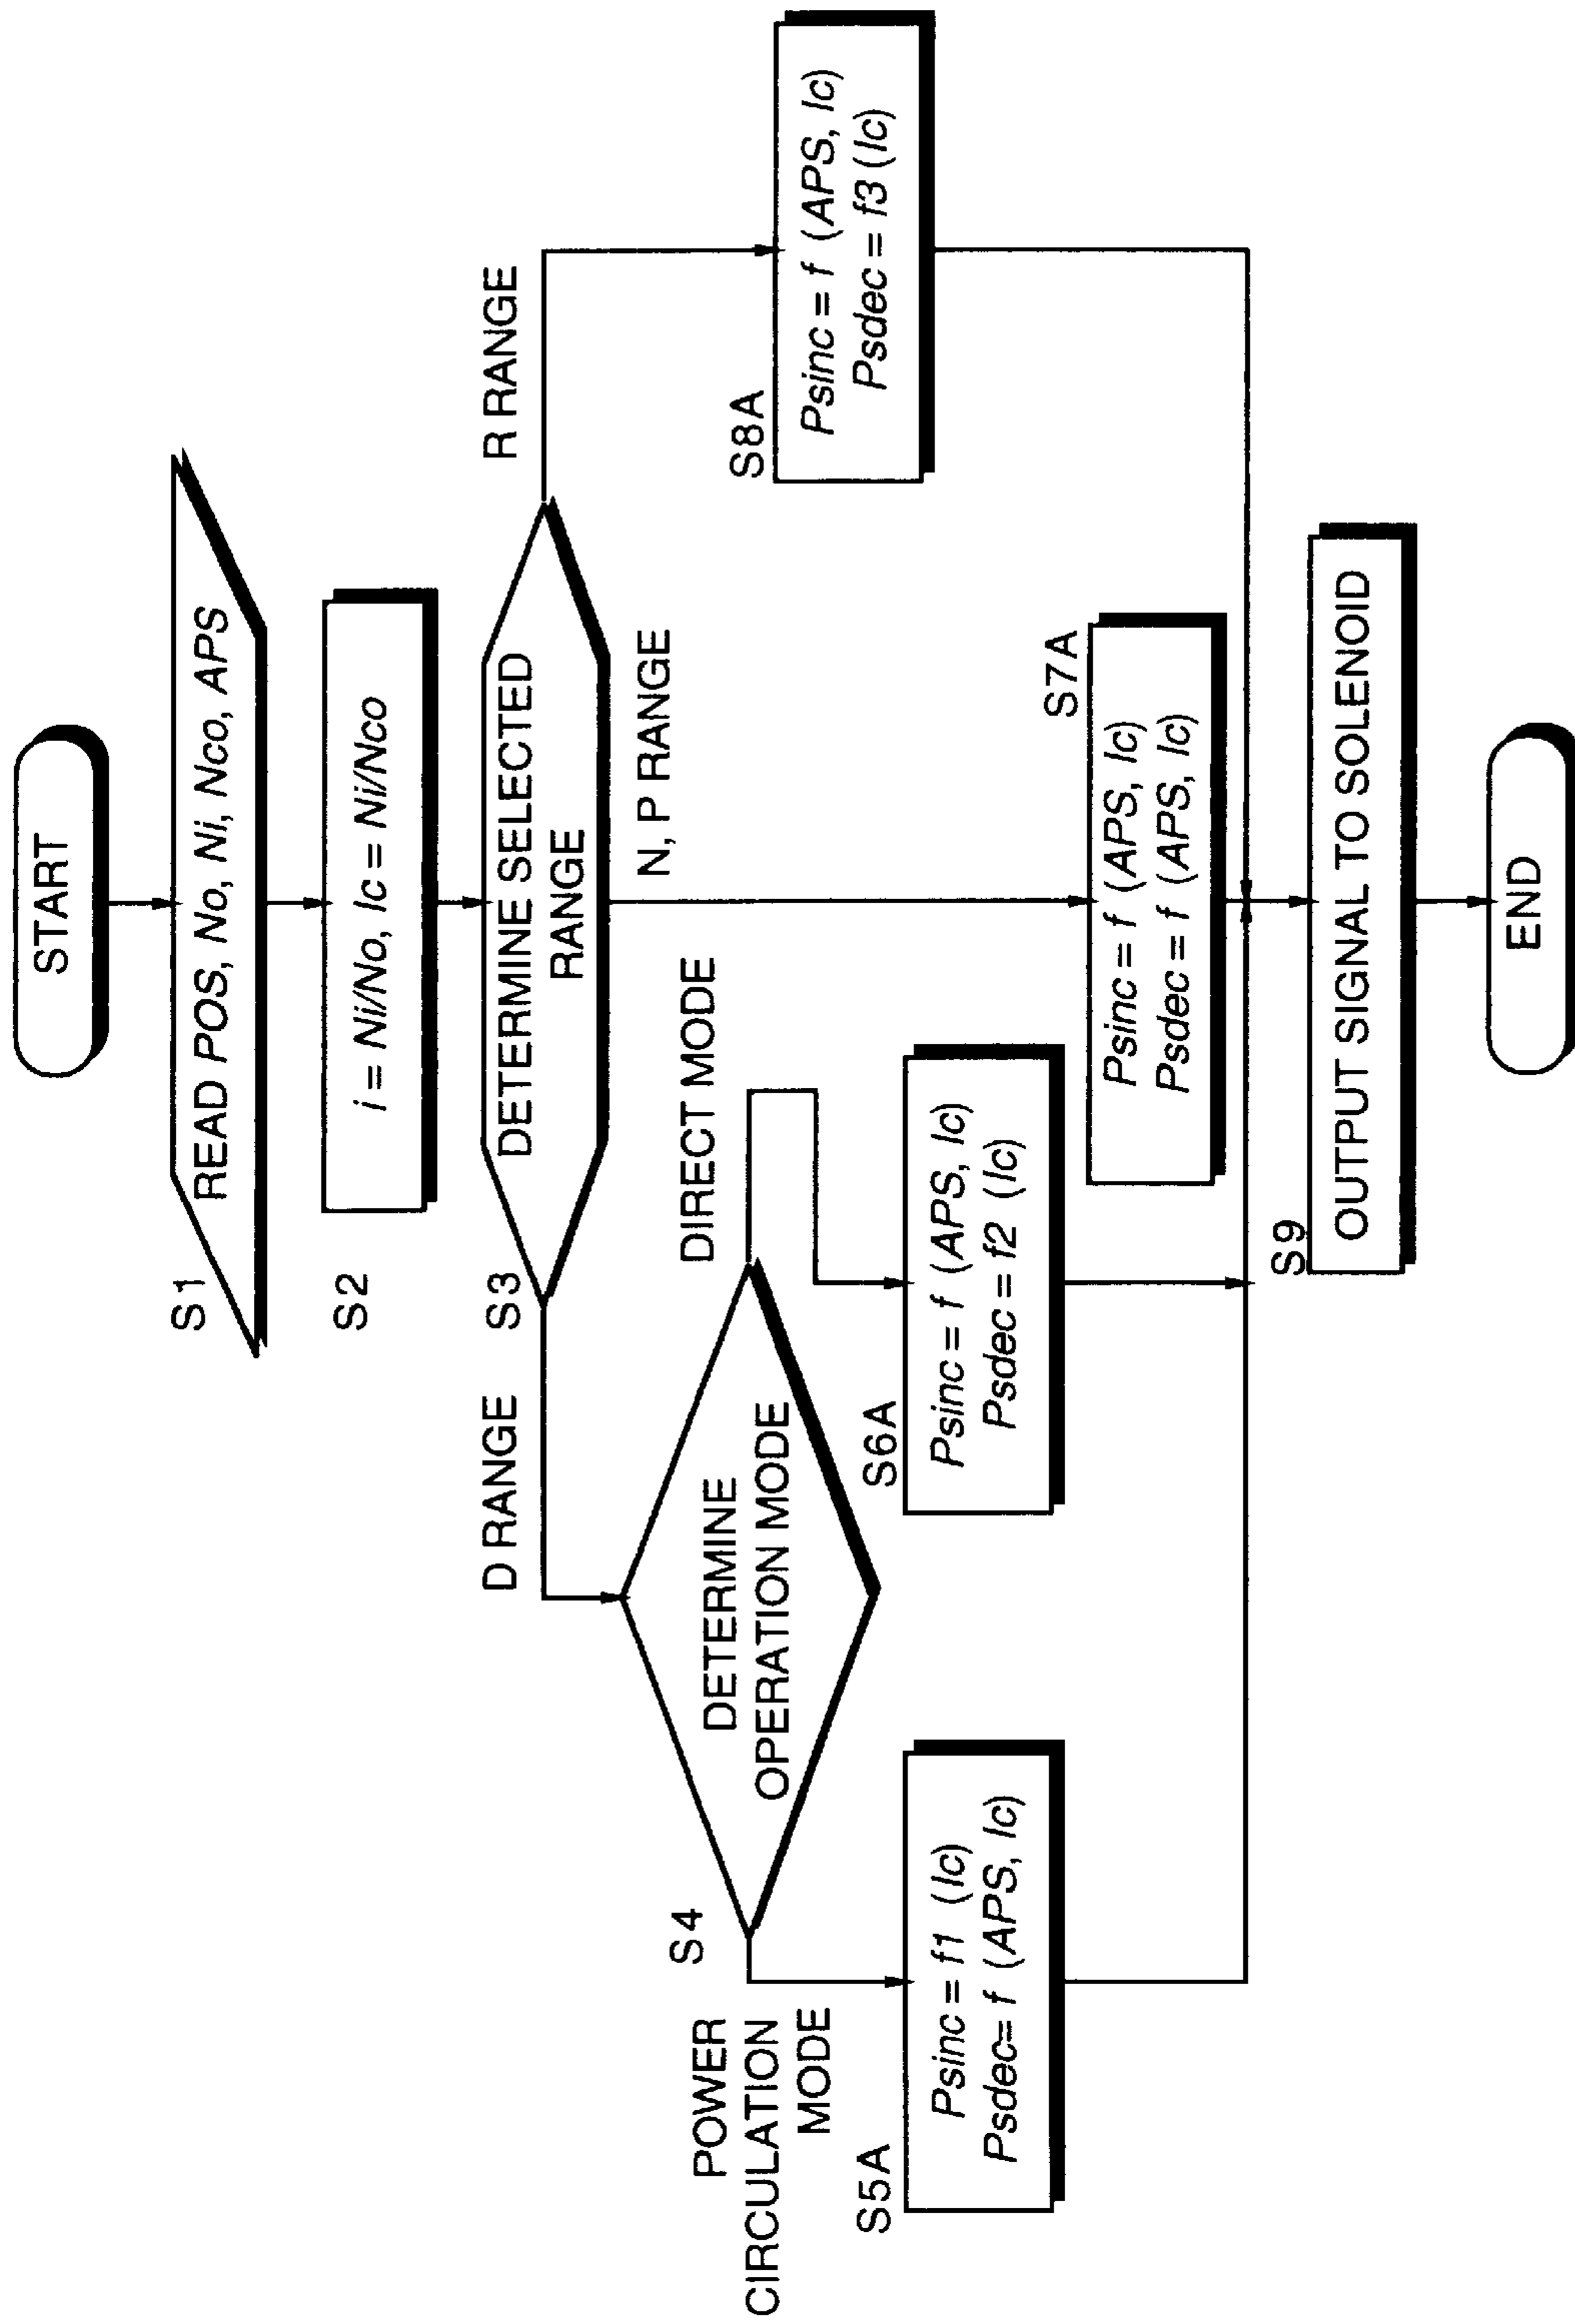 START
S1
READ POS, No, Ni, Nco, APS
S2
i = Ni/No, Ic = Ni/Nco
S3
DETERMINE SELECTED
RANGE
D RANGE
R RANGE
N, P RANGE
S4
DETERMINE
OPERATION MODE
POWER
CIRCULATION
MODE
DIRECT MODE
S5A
Psinc = f1 (Ic)
Psdec= f (APS, Ic)
S6A
Psinc = f (APS, Ic)
Psdec = f2 (Ic)
S7A
Psinc = f (APS, Ic)
Psdec = f (APS, Ic)
S8A
Psinc = f (APS, Ic)
Psdec = f3 (Ic)
S9
OUTPUT SIGNAL TO SOLENOID
END